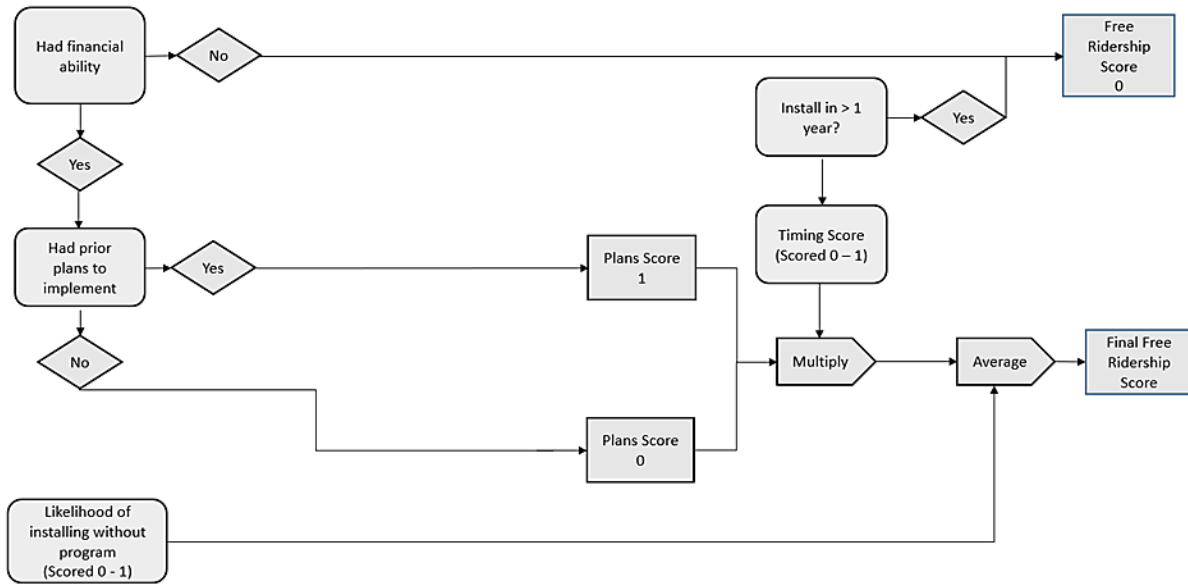 Had financial
ability
No
Free
Ridership
Score
0
Install in > 1
year?
Yes
Yes
Had prior
plans to
implement
Yes
Plans Score
1
Timing Score
(Scored 0 – 1)
No
Multiply
Average
Final Free
Ridership
Score
Plans Score
0
Likelihood of
installing without
program
(Scored 0 - 1)